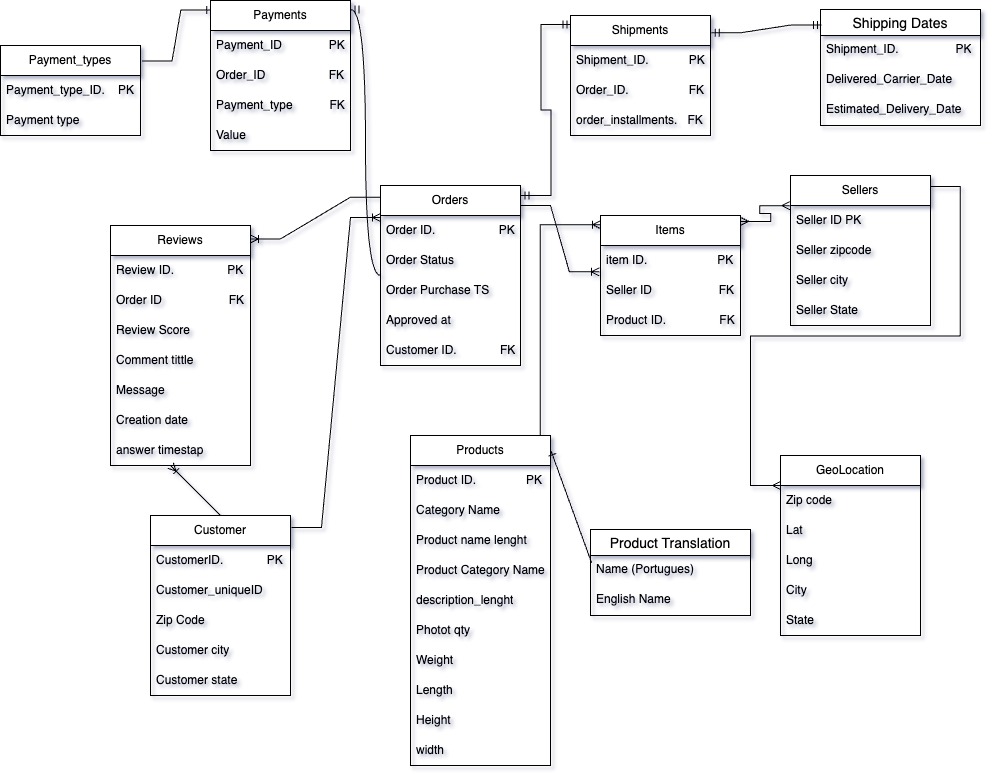 Payment_types
Payment_type_ID. PK
Payment type
Payments
Payment_ID PK
Order_ID FK
Payment_type FK
Value
Shipments
Shipment_ID. PK
Order_ID. FK
order_installments. FK
Shipping Dates
Shipment_ID. PK
Delivered_Carrier_Date
Estimated_Delivery_Date
Orders
Order ID. PK
Order Status
Order Purchase TS
Approved at
Customer ID. FK
Reviews
Review ID. PK
Order ID FK
Review Score
Comment tittle
Message
Creation date
answer timestap
Items
item ID. PK
Seller ID FK
Product ID. FK
Sellers
Seller ID PK
Seller zipcode
Seller city
Seller State
Customer
CustomerID. PK
Customer_uniqueID
Zip Code
Customer city
Customer state
Products
Product ID. PK
Category Name
Product name lenght
Product Category Name
description_lenght
Photot qty
Weight
Length
Height
width
Product Translation
Name (Portugues)
English Name
GeoLocation
Zip code
Lat
Long
City
State